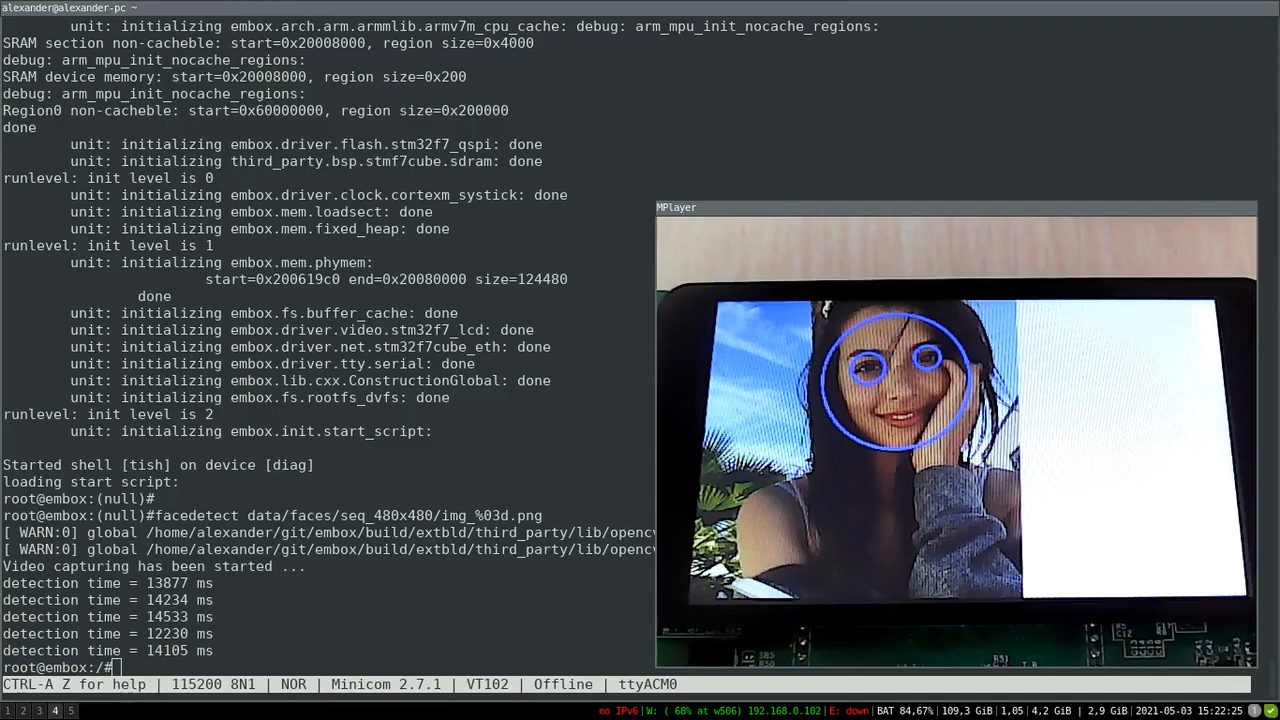 alexander@alexander-pc ~
unit: initializing embox.arch.arm.armmlib.armv7m_cpu_cache: debug: arm_mpu_init_nocache_regions:
SRAM section non-cacheble: start=0x20008000, region size=0x4000
debug: arm_mpu_init_nocache_regions:
SRAM device memory: start=0x20008000, region size=0x200
debug: arm_mpu_init_nocache_regions:
Region0 non-cacheble: start=0x60000000, region size=0x200000
done
unit: initializing embox.driver.flash.stm32f7_qspi: done
unit: initializing third_party.bsp.stmf7cube.sdram: done
runlevel: init level is 0
unit: initializing embox.driver.clock.cortexm_systick: done
unit: initializing embox.mem.loadsect: done
unit: initializing embox.mem.fixed_heap: done
runlevel: init level is 1
unit: initializing embox.mem.phymem:
start=0x200619c0 end=0x20080000 size=124480
done
unit: initializing embox.fs.buffer_cache: done
unit: initializing embox.driver.video.stm32f7_lcd: done
unit: initializing embox.driver.net.stm32f7cube_eth: done
unit: initializing embox.driver.tty.serial: done
unit: initializing embox.lib.cxx.ConstructionGlobal: done
unit: initializing embox.fs.rootfs_dvfs: done
runlevel: init level is 2
unit: initializing embox.init.start_script:
Started shell [tish] on device [diag]
loading start script:
root@embox:(null)#
root@embox:(null)#facedetect data/faces/seq_480x480/img_%03d.png
[ WARN:0] global /home/alexander/git/embox/build/extbld/third_party/lib/opencv
[ WARN:0] global /home/alexander/git/embox/build/extbld/third_party/lib/opencv
Video capturing has been started ...
detection time = 13877 ms
detection time = 14234 ms
detection time = 14533 ms
detection time = 12230 ms
detection time = 14105 ms
root@embox:/#
CTRL-A Z for help | 115200 8N1 | NOR | Minicom 2.7.1 | VT102 | Offline | ttyACM0
MPlayer
1 2 3 4 5
no IPv6|W: ( 68% at w506) 192.168.0.102|E: down|BAT 84,67%|109,3 GiB|1,05|4,2 GiB|2,9 GiB|2021-05-03 15:22:25